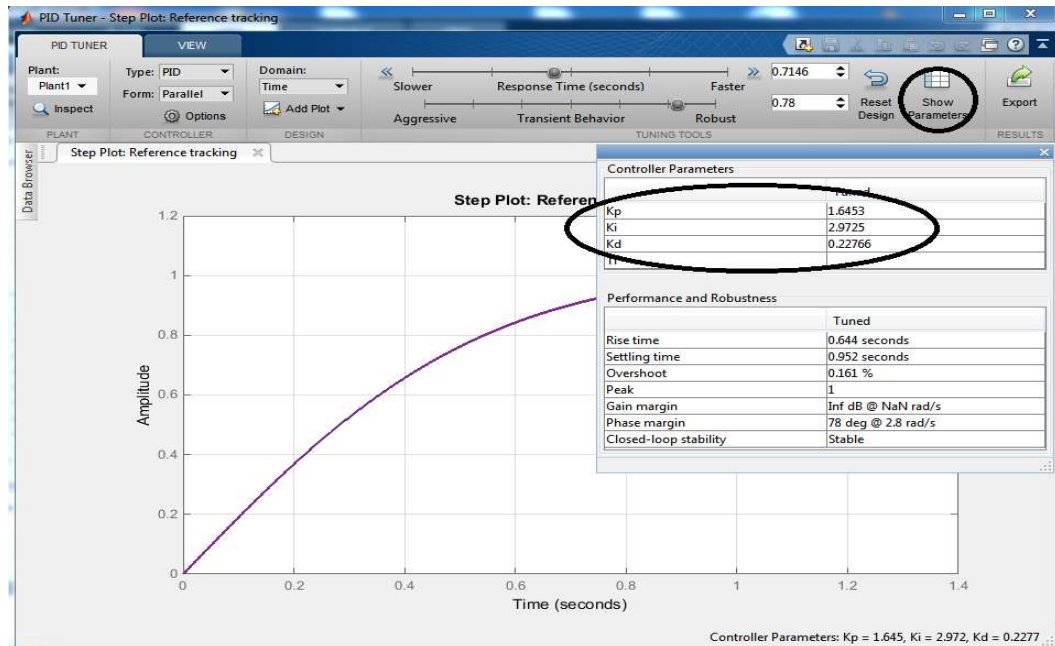 PID Tuner - Step Plot: Reference tracking
PID TUNER VIEW
Plant: Type: PID Domain:
Plant1 Form: Parallel Time
Slower Response Time (seconds) Faster 0.7146
Inspect Options Add Plot
Aggressive Transient Behavior Robust 0.78
Reset Design Show Parameters Export
PLANT CONTROLLER DESIGN TUNING TOOLS RESULTS
Data Browser
Step Plot: Reference tracking
Controller Parameters
Tuned
Kp 1.6453
Ki 2.9725
Kd 0.22766
Performance and Robustness
Tuned
Rise time 0.644 seconds
Settling time 0.952 seconds
Overshoot 0.161 %
Peak 1
Gain margin Inf dB @ NaN rad/s
Phase margin 78 deg @ 2.8 rad/s
Closed-loop stability Stable
Step Plot: Referen
1.2
1
0.8
0.6
0.4
0.2
0
Amplitude
0 0.2 0.4 0.6 0.8 1 1.2 1.4
Time (seconds)
Controller Parameters: Kp = 1.645, Ki = 2.972, Kd = 0.2277